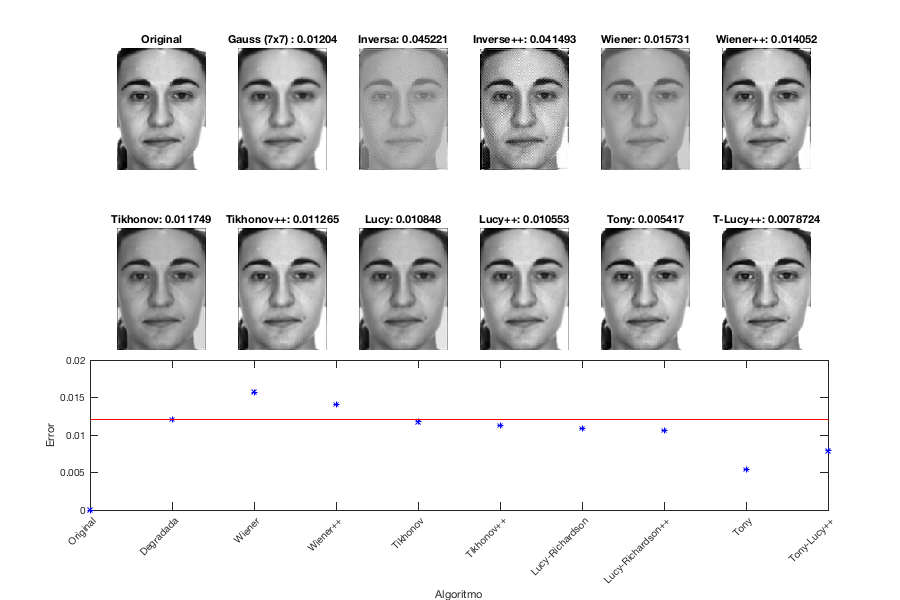 Original
Gauss (7x7) : 0.01204
Inversa: 0.045221
Inverse++: 0.041493
Wiener: 0.015731
Wiener++: 0.014052
Tikhonov: 0.011749
Tikhonov++: 0.011265
Lucy: 0.010848
Lucy++: 0.010553
Tony: 0.005417
T-Lucy++: 0.0078724
0.02
0.015
0.01
0.005
0
Error
Original
Degradada
Wiener
Wiener++
Tikhonov
Tikhonov++
Lucy-Richardson
Lucy-Richardson++
Tony
Tony-Lucy++
Algoritmo